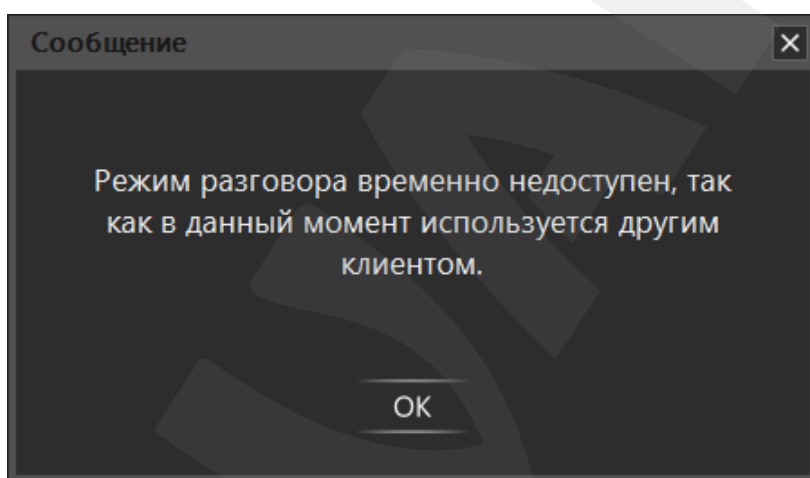 Сообщение
Режим разговора временно недоступен, так
как в данный момент используется другим
клиентом.
OK